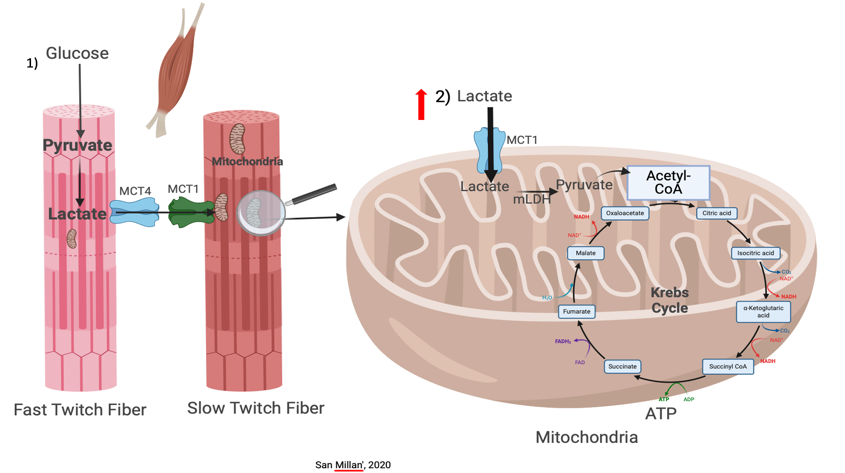 1)
Glucose
Pyruvate
Lactate
MCT4
MCT1
Mitochondria
Fast Twitch Fiber
Slow Twitch Fiber
2) Lactate
MCT1
Lactate
mLDH
Pyruvate
Acetyl-
CoA
Oxaloacetate
Citric acid
NADH
NAD⁺
Malate
Isocitric acid
CO₂
NAD⁺
NADH
H₂O
Krebs
Cycle
Fumarate
α-Ketoglutaric
acid
CO₂
FADH₂
NAD⁺
FAD
NADH
Succinate
Succinyl CoA
ATP
ADP
ATP
Mitochondria
San Millan', 2020